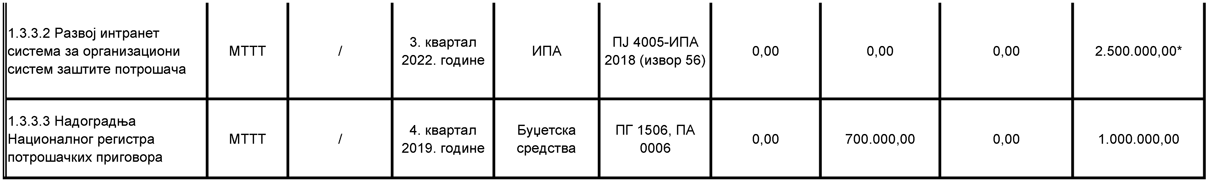 1.3.3.2 Развој интранет
система за организациони
систем заштите потрошача
МТТТ
/
3. квартал
2022. године
ИПА
ПЈ 4005-ИПА
2018 (извор 56)
0,00
0,00
0,00
2.500.000,00*
1.3.3.3 Надоградња
Националног регистра
потрошачких приговора
МТТТ
/
4. квартал
2019. године
Буџетска
средства
ПГ 1506, ПА
0006
0,00
700.000,00
0,00
1.000.000,00